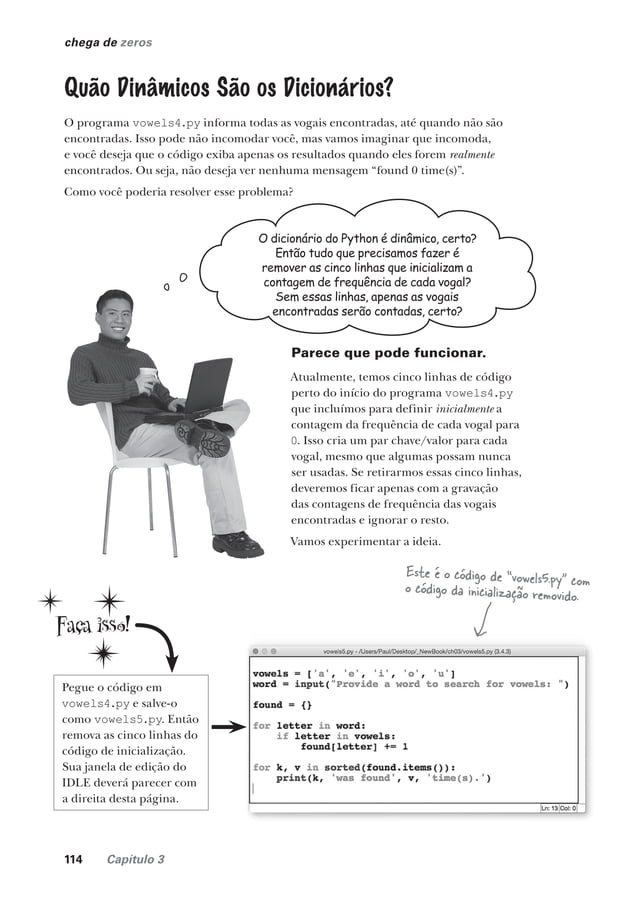 chega de zeros
Quão Dinâmicos São os Dicionários?
O programa vowels4.py informa todas as vogais encontradas, até quando não são
encontradas. Isso pode não incomodar você, mas vamos imaginar que incomoda,
e você deseja que o código exiba apenas os resultados quando eles forem realmente
encontrados. Ou seja, não deseja ver nenhuma mensagem “found 0 time(s)”.
Como você poderia resolver esse problema?
O dicionário do Python é dinâmico, certo?
Então tudo que precisamos fazer é
remover as cinco linhas que inicializam a
contagem de frequência de cada vogal?
Sem essas linhas, apenas as vogais
encontradas serão contadas, certo?
Parece que pode funcionar.
Atualmente, temos cinco linhas de código
perto do início do programa vowels4.py
que incluímos para definir inicialmente a
contagem da frequência de cada vogal para
0. Isso cria um par chave/valor para cada
vogal, mesmo que algumas possam nunca
ser usadas. Se retirarmos essas cinco linhas,
deveremos ficar apenas com a gravação
das contagens de frequência das vogais
encontradas e ignorar o resto.
Vamos experimentar a ideia.
Este é o código de “vowels5.py” com
o código da inicialização removido.
Faça isso!
Pegue o código em
vowels4.py e salve-o
como vowels5.py. Então
remova as cinco linhas do
código de inicialização.
Sua janela de edição do
IDLE deverá parecer com
a direita desta página.
vowels5.py - /Users/Paul/Desktop/_NewBook/ch03/vowels5.py (3.4.3)
vowels = ['a', 'e', 'i', 'o', 'u']
word = input("Provide a word to search for vowels: ")
found = {}
for letter in word:
    if letter in vowels:
        found[letter] += 1
for k, v in sorted(found.items()):
    print(k, 'was found', v, 'time(s).')
Ln: 13 Col: 0
114 Capítulo 3